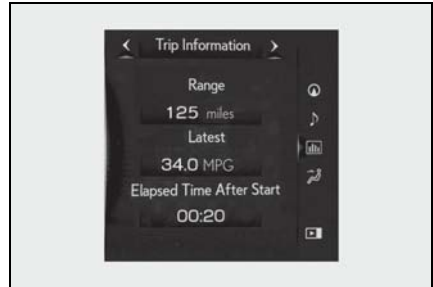 Trip Information
Range
125 miles
Latest
34.0 MPG
Elapsed Time After Start
00:20